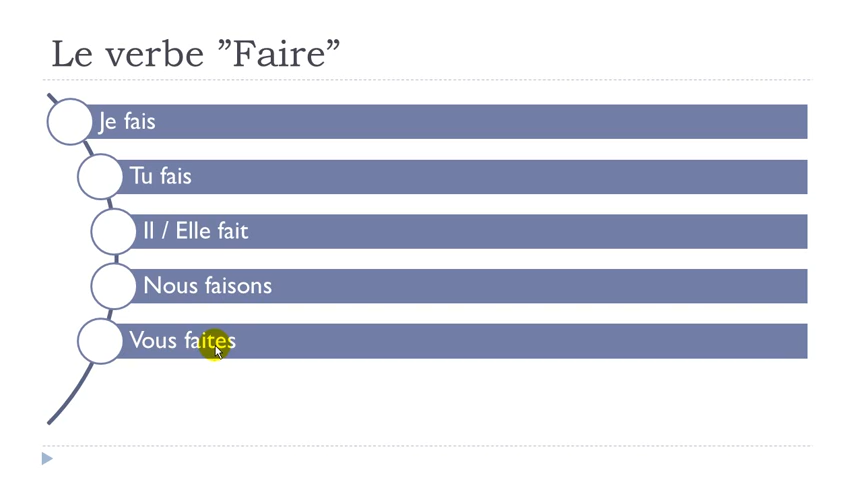 Le verbe ”Faire”
Je fais
Tu fais
Il / Elle fait
Nous faisons
Vous faites